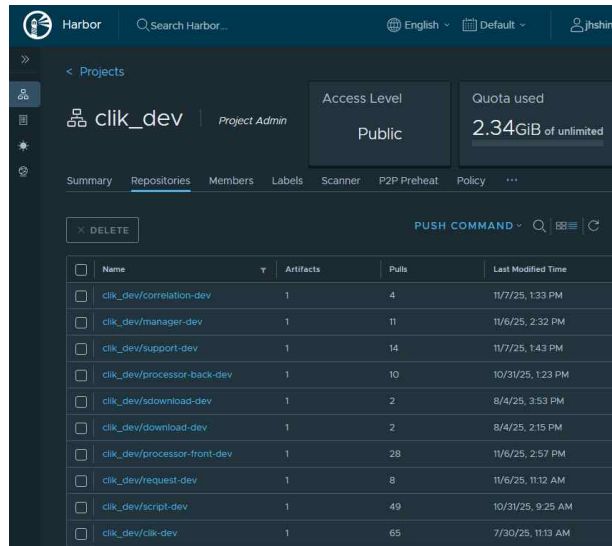 Harbor Search Harbor... English Default jhshin
< Projects
clik_dev Project Admin
Access Level
Public
Quota used
2.34GiB of unlimited
Summary Repositories Members Labels Scanner P2P Preheat Policy ...
× DELETE PUSH COMMAND
Name Artifacts Pulls Last Modified Time
clik_dev/correlation-dev 1 4 11/7/25, 1:33 PM
clik_dev/manager-dev 1 11 11/6/25, 2:32 PM
clik_dev/support-dev 1 14 11/7/25, 1:43 PM
clik_dev/processor-back-dev 1 10 10/31/25, 1:23 PM
clik_dev/sdownload-dev 1 2 8/4/25, 3:53 PM
clik_dev/download-dev 1 2 8/4/25, 2:15 PM
clik_dev/processor-front-dev 1 28 11/6/25, 2:57 PM
clik_dev/request-dev 1 8 11/6/25, 11:12 AM
clik_dev/script-dev 1 49 10/31/25, 9:25 AM
clik_dev/clik-dev 1 65 7/30/25, 11:13 AM